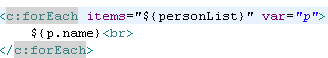 <c:forEach items="${personList}" var="p">
${p.name}<br>
</c:forEach>